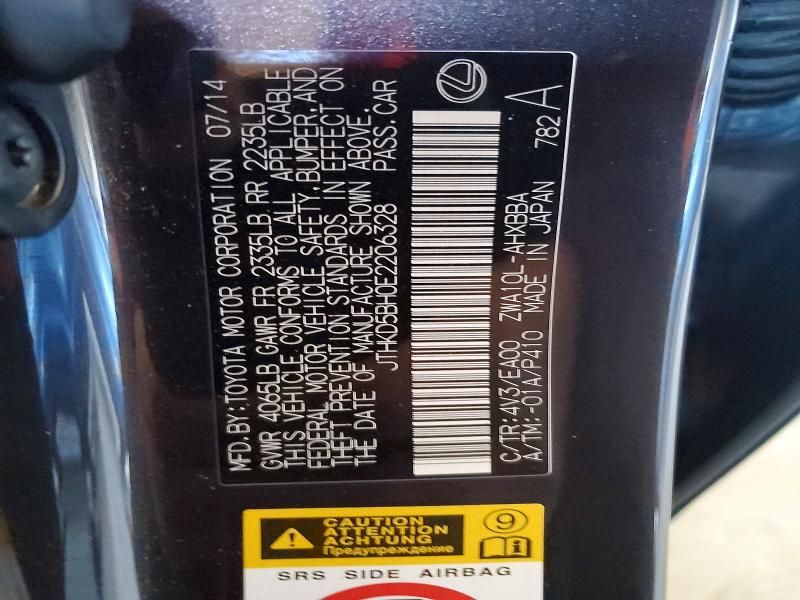 MFD. BY: TOYOTA MOTOR CORPORATION 07/14
GVWR 4065LB GAWR FR 2335LB RR 2235LB
THIS VEHICLE CONFORMS TO ALL APPLICABLE
FEDERAL MOTOR VEHICLE SAFETY, BUMPER, AND
THEFT PREVENTION STANDARDS IN EFFECT ON
THE DATE OF MANUFACTURE SHOWN ABOVE.
JTHKD5BH0E2206328 PASS. CAR
C/TR: 4V3/EA00 ZWA10L-AHXBBA
A/TM: -01A/P410 MADE IN JAPAN 782 A
CAUTION
ATTENTION
ACHTUNG
Предупреждение
9
i
SRS SIDE AIRBAG